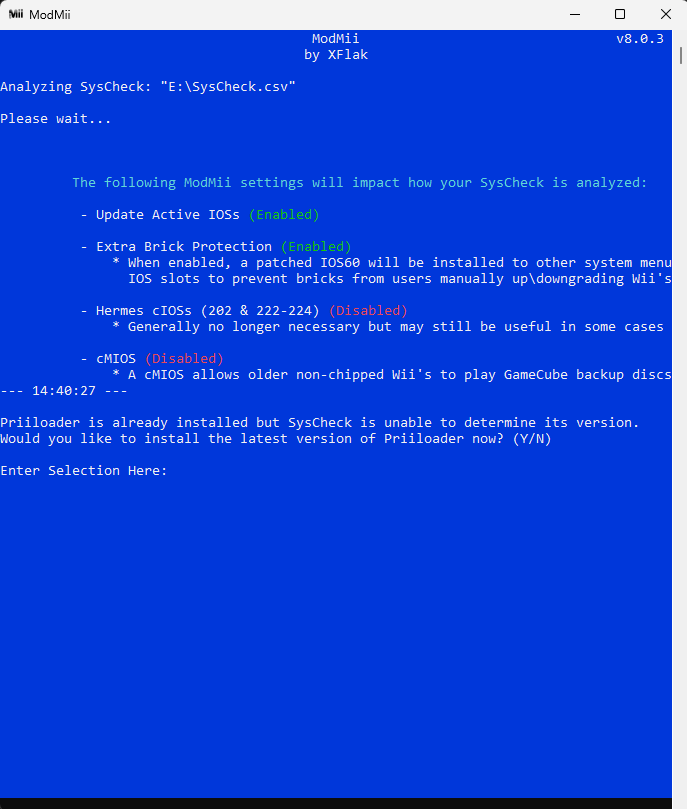 Mii ModMii
ModMii v8.0.3
by XFlak
Analyzing SysCheck: "E:\SysCheck.csv"
Please wait...
The following ModMii settings will impact how your SysCheck is analyzed:
- Update Active IOSs (Enabled)
- Extra Brick Protection (Enabled)
* When enabled, a patched IOS60 will be installed to other system menu
IOS slots to prevent bricks from users manually up\downgrading Wii's
- Hermes cIOSs (202 & 222-224) (Disabled)
* Generally no longer necessary but may still be useful in some cases
- cMIOS (Disabled)
* A cMIOS allows older non-chipped Wii's to play GameCube backup discs
--- 14:40:27 ---
Priiloader is already installed but SysCheck is unable to determine its version.
Would you like to install the latest version of Priiloader now? (Y/N)
Enter Selection Here: